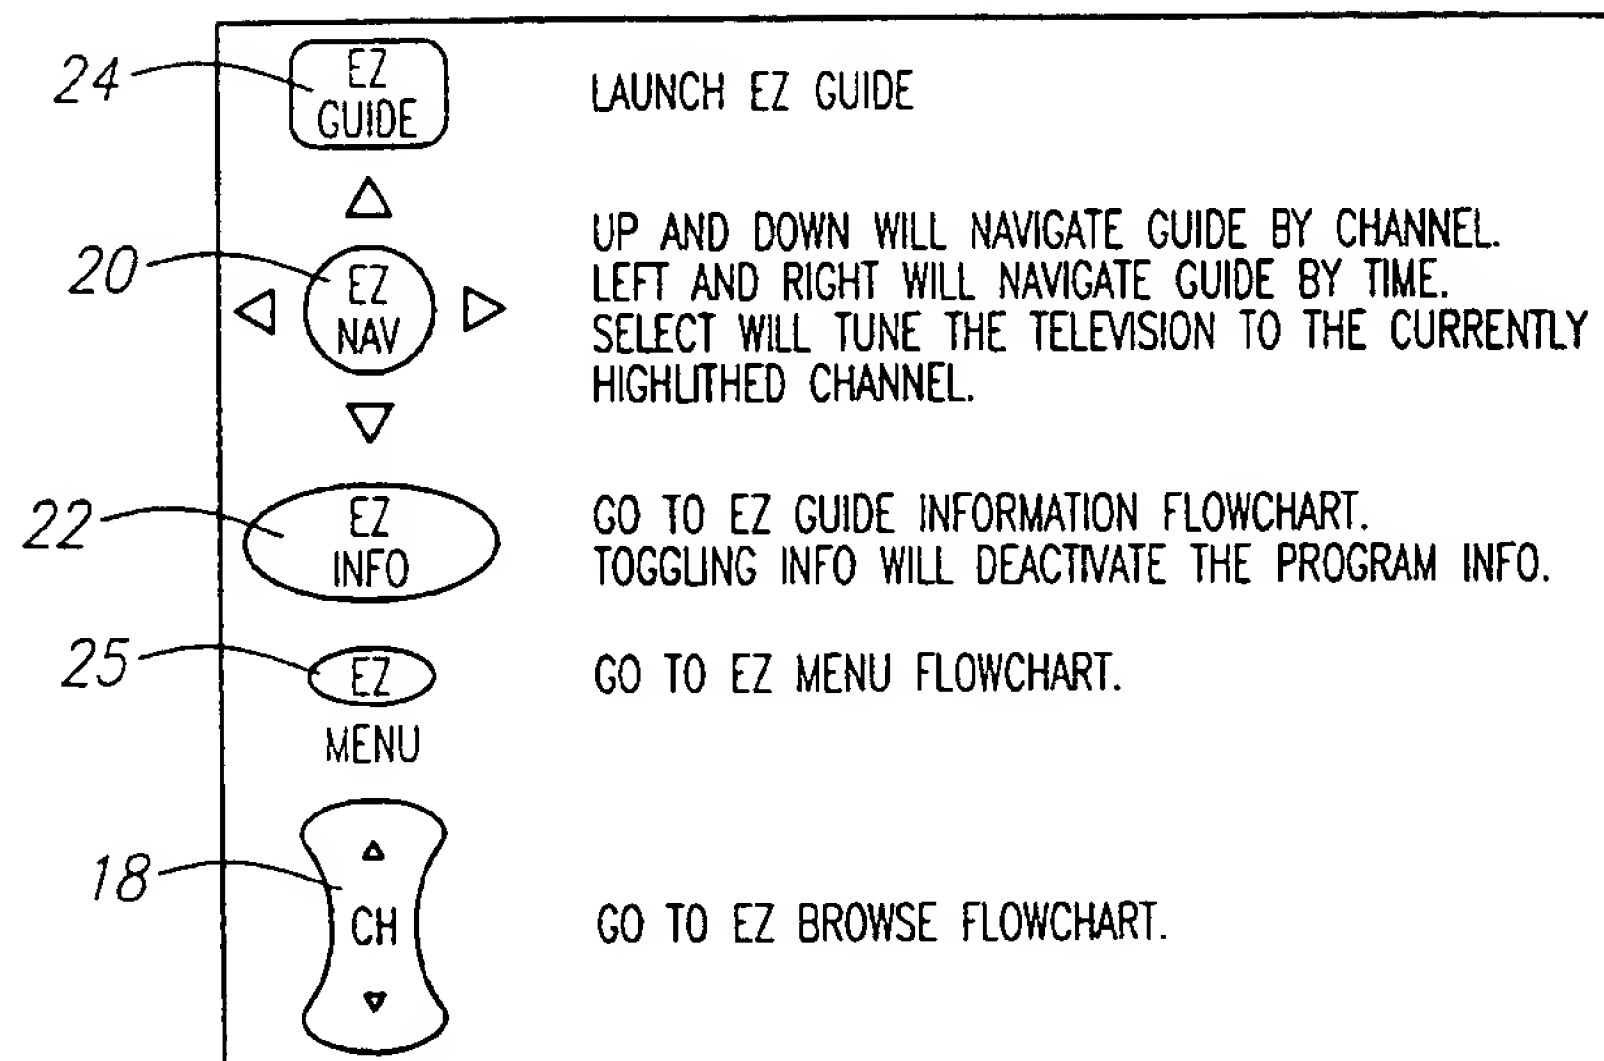 24
EZ
GUIDE
LAUNCH EZ GUIDE
20
EZ
NAV
UP AND DOWN WILL NAVIGATE GUIDE BY CHANNEL.
LEFT AND RIGHT WILL NAVIGATE GUIDE BY TIME.
SELECT WILL TUNE THE TELEVISION TO THE CURRENTLY
HIGHLITHED CHANNEL.
22
EZ
INFO
GO TO EZ GUIDE INFORMATION FLOWCHART.
TOGGLING INFO WILL DEACTIVATE THE PROGRAM INFO.
25
EZ
MENU
GO TO EZ MENU FLOWCHART.
18
CH
GO TO EZ BROWSE FLOWCHART.